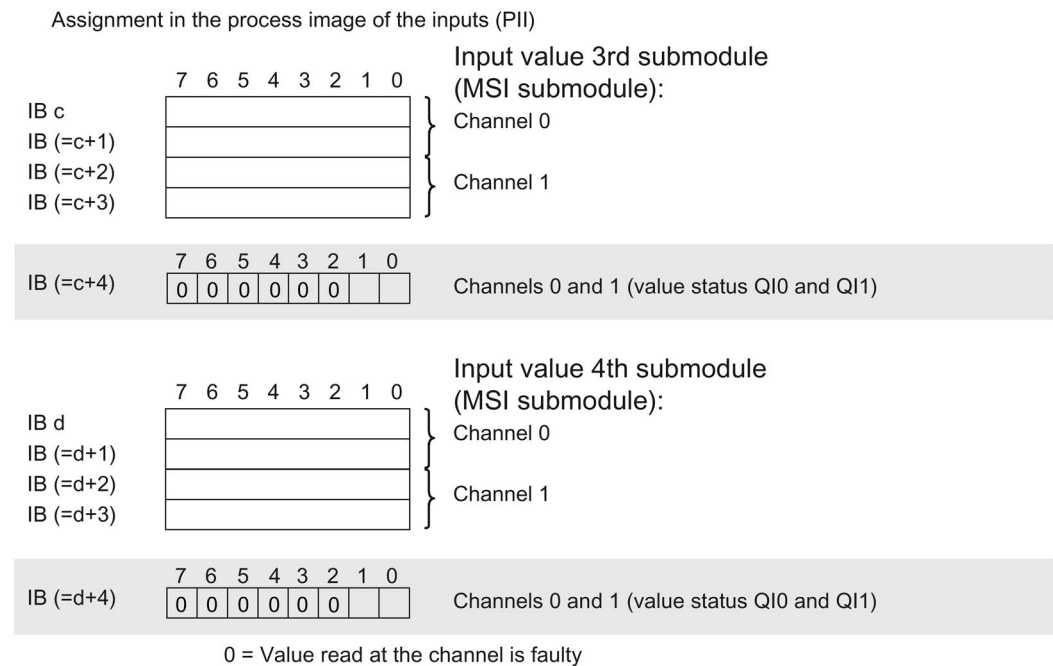 Assignment in the process image of the inputs (PII)
Input value 3rd submodule
(MSI submodule):
7 6 5 4 3 2 1 0
IB c
Channel 0
IB (=c+1)
IB (=c+2)
Channel 1
IB (=c+3)
7 6 5 4 3 2 1 0
IB (=c+4) 0 0 0 0 0 0 Channels 0 and 1 (value status QI0 and QI1)
Input value 4th submodule
(MSI submodule):
7 6 5 4 3 2 1 0
IB d
Channel 0
IB (=d+1)
IB (=d+2)
Channel 1
IB (=d+3)
7 6 5 4 3 2 1 0
IB (=d+4) 0 0 0 0 0 0 Channels 0 and 1 (value status QI0 and QI1)
0 = Value read at the channel is faulty